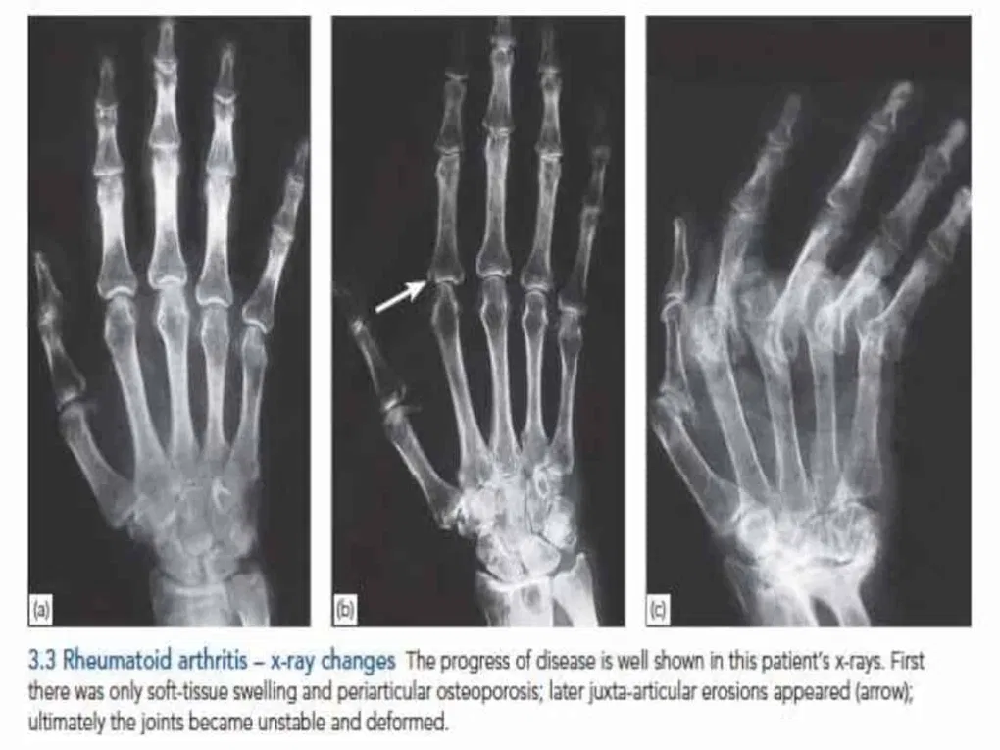 (a)
(b)
(c)
3.3 Rheumatoid arthritis – x-ray changes The progress of disease is well shown in this patient's x-rays. First
there was only soft-tissue swelling and periarticular osteoporosis; later juxta-articular erosions appeared (arrow);
ultimately the joints became unstable and deformed.